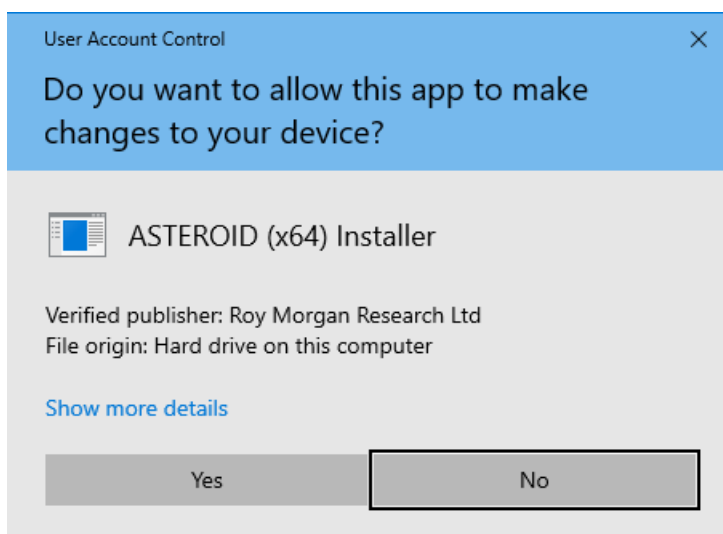 User Account Control
Do you want to allow this app to make
changes to your device?
ASTEROID (x64) Installer
Verified publisher: Roy Morgan Research Ltd
File origin: Hard drive on this computer
Show more details
Yes
No